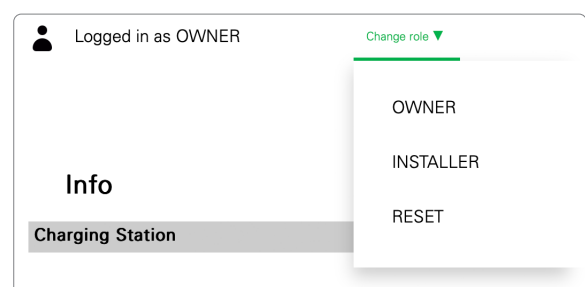 Logged in as OWNER
Change role ▼
OWNER
INSTALLER
Info
RESET
Charging Station